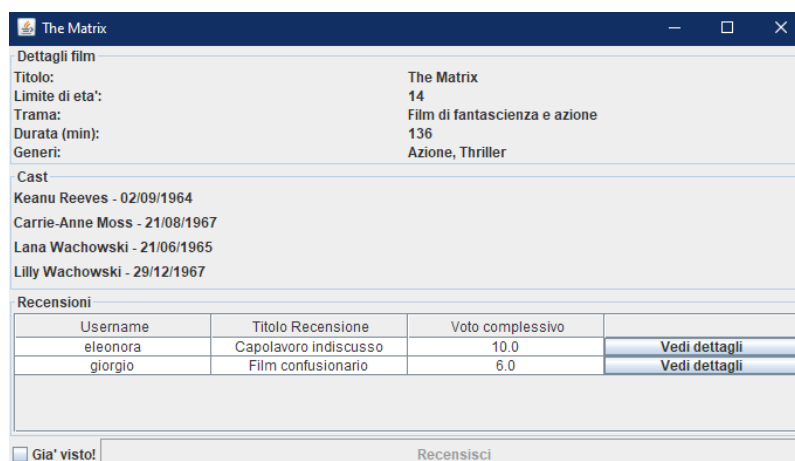 The Matrix
Dettagli film
Titolo: The Matrix
Limite di eta': 14
Trama: Film di fantascienza e azione
Durata (min): 136
Generi: Azione, Thriller
Cast
Keanu Reeves - 02/09/1964
Carrie-Anne Moss - 21/08/1967
Lana Wachowski - 21/06/1965
Lilly Wachowski - 29/12/1967
Recensioni
Username Titolo Recensione Voto complessivo
eleonora Capolavoro indiscusso 10.0 Vedi dettagli
giorgio Film confusionario 6.0 Vedi dettagli
Gia' visto! Recensisci